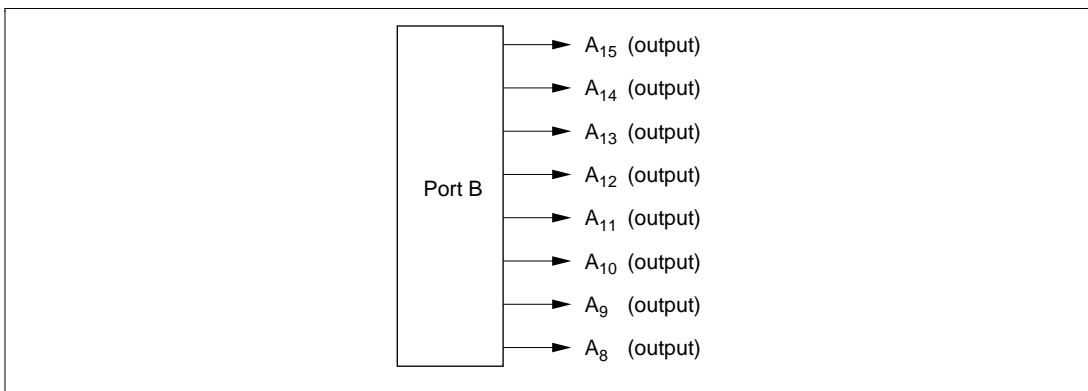 A15 (output)
A14 (output)
A13 (output)
A12 (output)
Port B
A11 (output)
A10 (output)
A9 (output)
A8 (output)